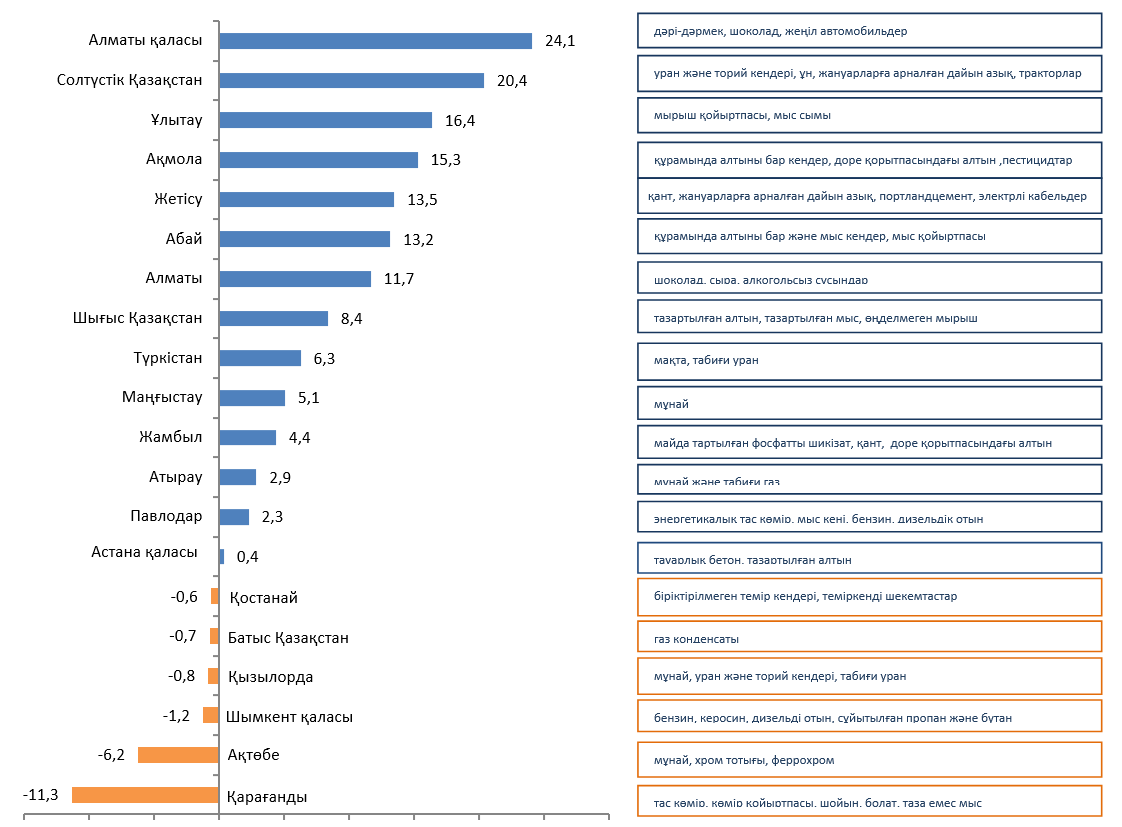 Алматы қаласы 24,1 дәрі-дәрмек, шоколад, жеңіл автомобильдер
Солтүстік Қазақстан 20,4 уран және торий кендері, ұн, жануарларға арналған дайын азық, тракторлар
Ұлытау 16,4 мырыш қойыртпасы, мыс сымы
Ақмола 15,3 құрамында алтыны бар кендер, доре қорытпасындағы алтын ,пестицидтар
Жетісу 13,5 қант, жануарларға арналған дайын азық, портландцемент, электрлі кабельдер
Абай 13,2 құрамында алтыны бар және мыс кендер, мыс қойыртпасы
Алматы 11,7 шоколад, сыра, алкогольсыз сусындар
Шығыс Қазақстан 8,4 тазартылған алтын, тазартылған мыс, өңделмеген мырыш
Түркістан 6,3 мақта, табиғи уран
Маңғыстау 5,1 мұнай
Жамбыл 4,4 майда тартылған фосфатты шикізат, қант, доре қорытпасындағы алтын
Атырау 2,9 мұнай және табиғи газ
Павлодар 2,3 энергетикалық тас көмір, мыс кені, бензин, дизельдік отын
Астана қаласы 0,4 тауарлық бетон, тазартылған алтын
-0,6 Қостанай біріктірілмеген темір кендері, теміркенді шекемтастар
-0,7 Батыс Қазақстан газ конденсаты
-0,8 Қызылорда мұнай, уран және торий кендері, табиғи уран
-1,2 Шымкент қаласы бензин, керосин, дизельді отын, сұйытылған пропан және бутан
-6,2 Ақтөбе мұнай, хром тотығы, феррохром
-11,3 Қарағанды тас көмір, көмір қойыртпасы, шойын, болат, таза емес мыс